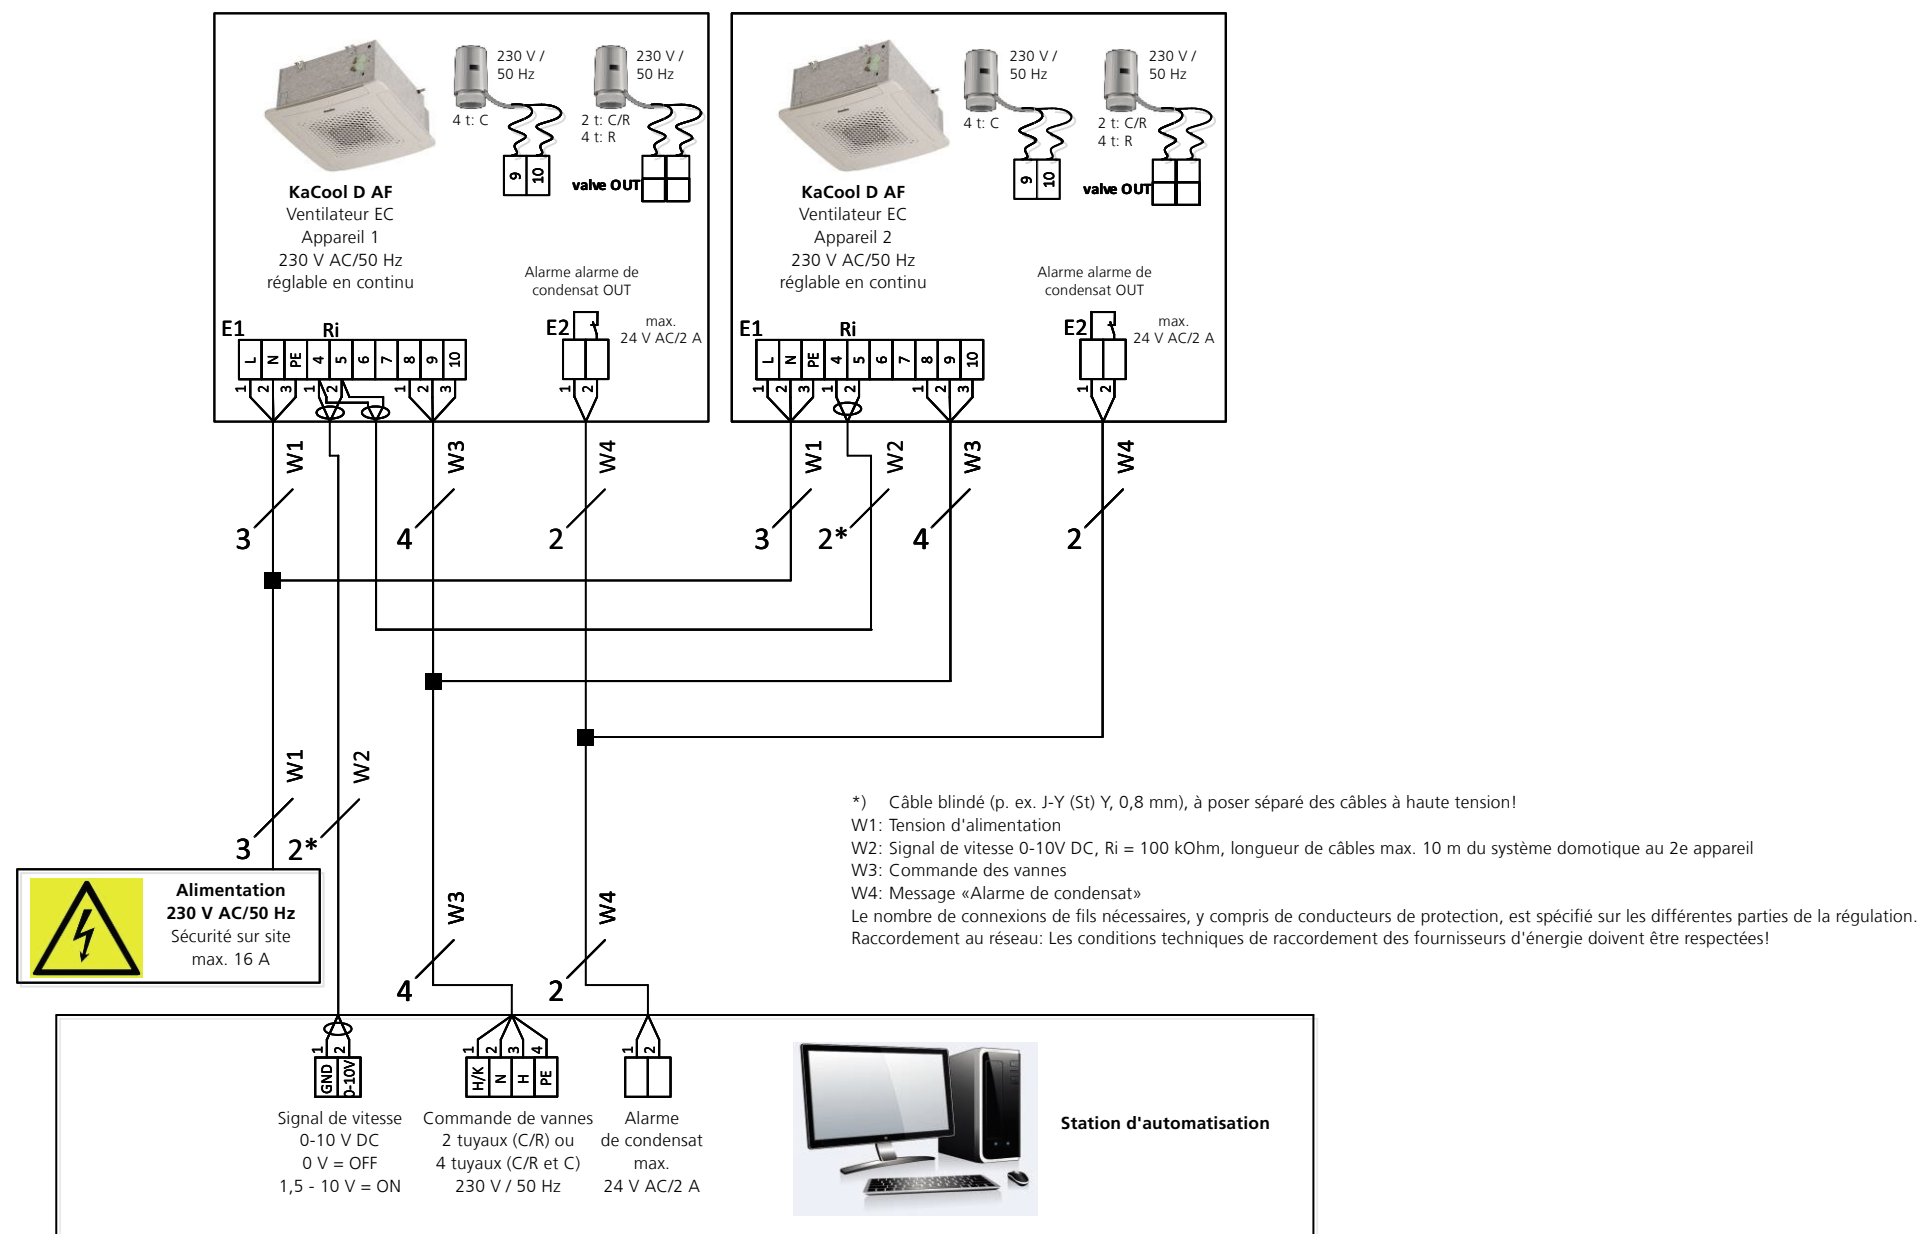 230 V /
50 Hz
4 t: C
9
10
230 V /
50 Hz
2 t: C/R
4 t: R
valve OUT
KaCool D AF
Ventilateur EC
Appareil 1
230 V AC/50 Hz
réglable en continu
Alarme alarme de
condensat OUT
E1
Ri
L N PE 4 5 6 7 8 9 10
1 2 3 1 2 1 2 3
E2
max.
24 V AC/2 A
1 2
230 V /
50 Hz
4 t: C
9
10
230 V /
50 Hz
2 t: C/R
4 t: R
valve OUT
KaCool D AF
Ventilateur EC
Appareil 2
230 V AC/50 Hz
réglable en continu
Alarme alarme de
condensat OUT
E1
Ri
L N PE 4 5 6 7 8 9 10
1 2 3 1 2 1 2 3
E2
max.
24 V AC/2 A
1 2
W1
W3
W4
W1
W2
W3
W4
3
4
2
3
2*
4
2
W1
W2
3
2*
Alimentation
230 V AC/50 Hz
Sécurité sur site
max. 16 A
W3
W4
4
2
*) Câble blindé (p. ex. J-Y (St) Y, 0,8 mm), à poser séparé des câbles à haute tension!
W1: Tension d'alimentation
W2: Signal de vitesse 0-10V DC, Ri = 100 kOhm, longueur de câbles max. 10 m du système domotique au 2e appareil
W3: Commande des vannes
W4: Message «Alarme de condensat»
Le nombre de connexions de fils nécessaires, y compris de conducteurs de protection, est spécifié sur les différentes parties de la régulation.
Raccordement au réseau: Les conditions techniques de raccordement des fournisseurs d'énergie doivent être respectées!
1 2
GND 0-10V
Signal de vitesse
0-10 V DC
0 V = OFF
1,5 - 10 V = ON
1 2 3 4
H/K N H PE
Commande de vannes
2 tuyaux (C/R) ou
4 tuyaux (C/R et C)
230 V / 50 Hz
1 2
Alarme
de condensat
max.
24 V AC/2 A
Station d'automatisation